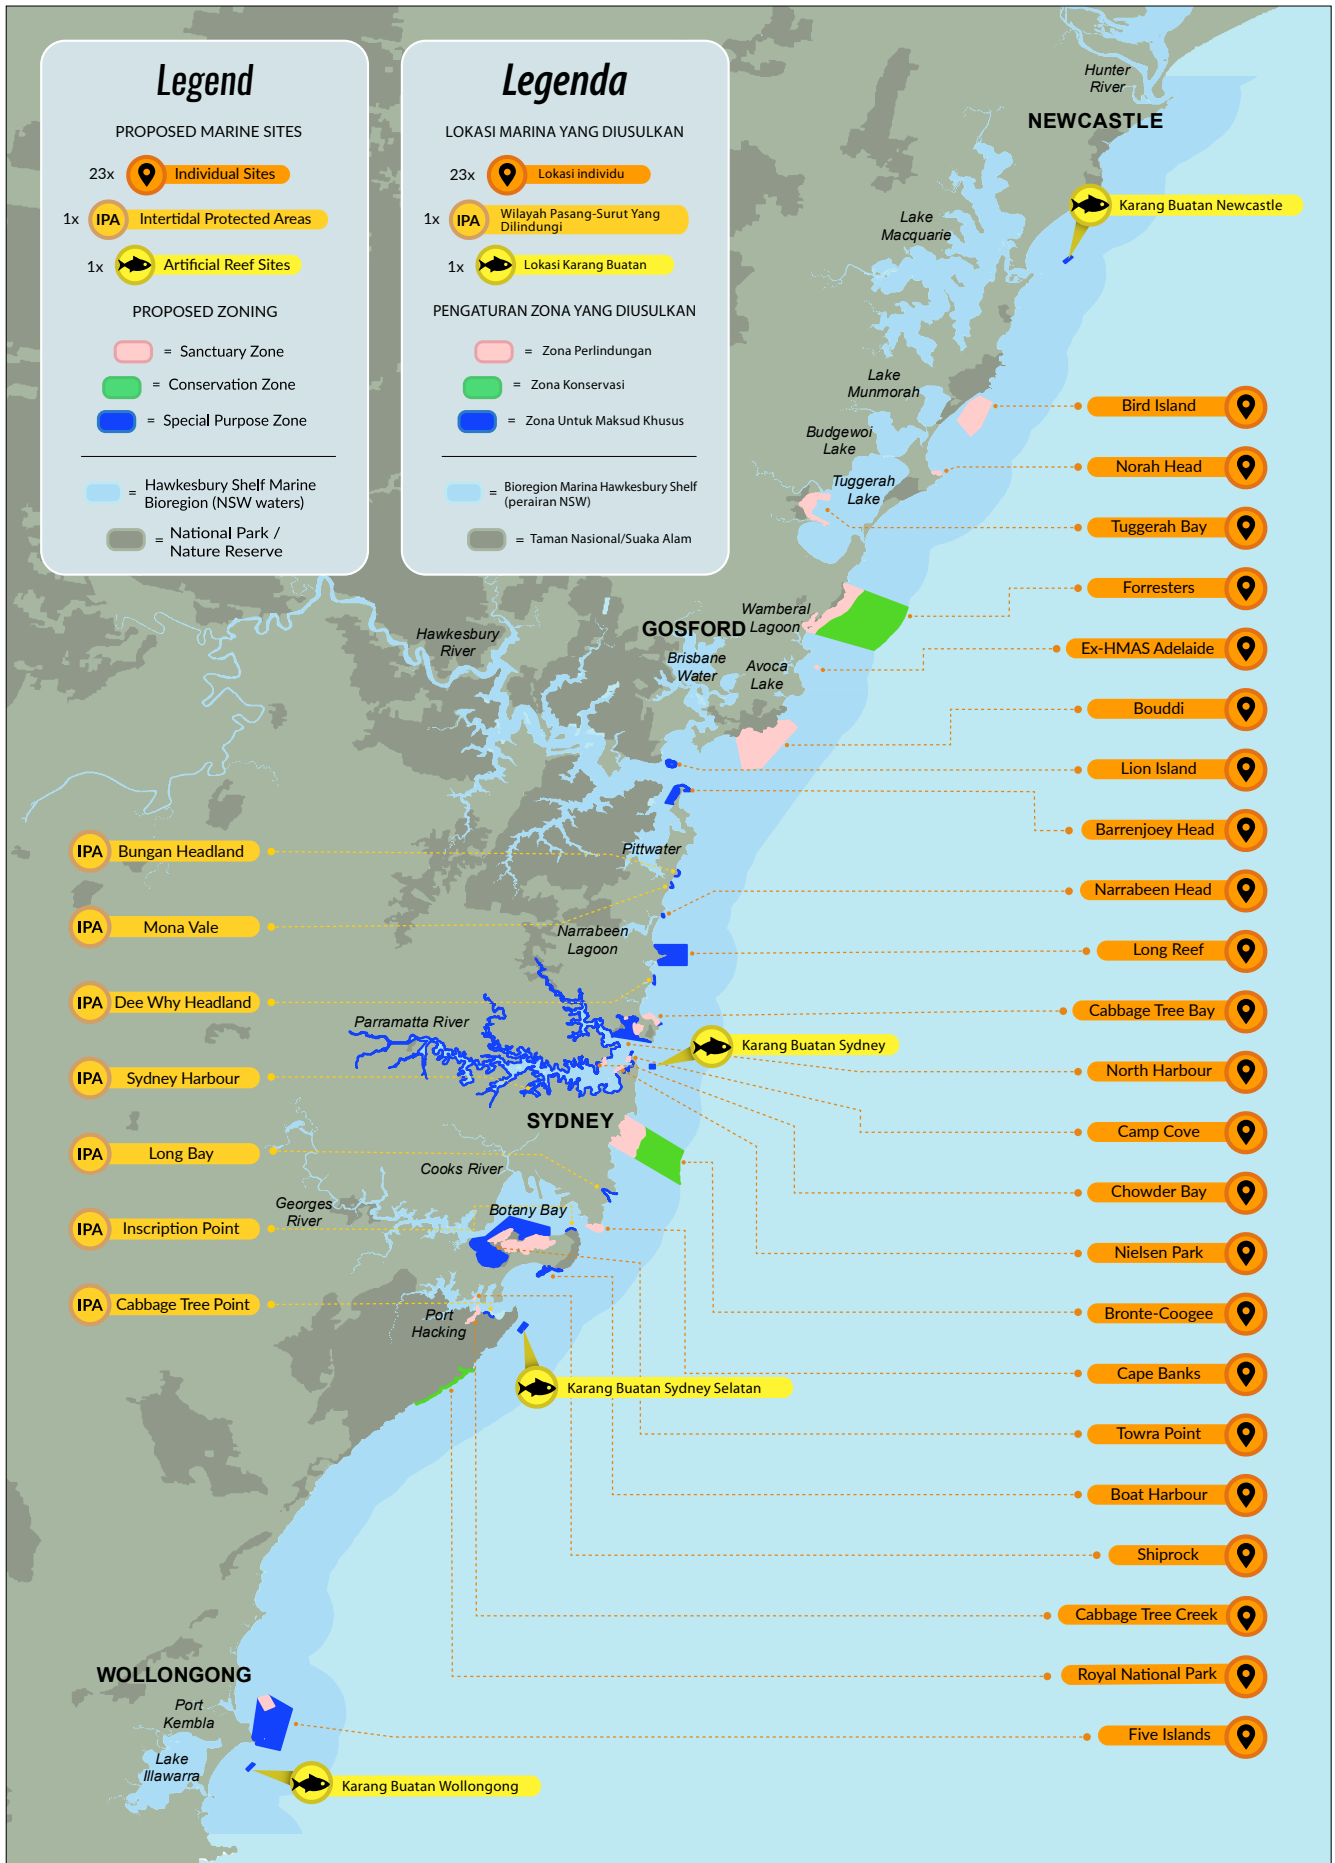 Legend
PROPOSED MARINE SITES
23x Individual Sites
1x IPA Intertidal Protected Areas
1x Artificial Reef Sites
PROPOSED ZONING
= Sanctuary Zone
= Conservation Zone
= Special Purpose Zone
= Hawkesbury Shelf Marine
Bioregion (NSW waters)
= National Park /
Nature Reserve
Legenda
LOKASI MARINA YANG DIUSULKAN
23x Lokasi individu
1x IPA Wilayah Pasang-Surut Yang
Dilindungi
1x Lokasi Karang Buatan
PENGATURAN ZONA YANG DIUSULKAN
= Zona Perlindungan
= Zona Konservasi
= Zona Untuk Maksud Khusus
= Bioregion Marina Hawkesbury Shelf
(perairan NSW)
= Taman Nasional/Suaka Alam
Hunter
River
NEWCASTLE
Karang Buatan Newcastle
Lake
Macquarie
Lake
Munmorah
Budgewoi
Lake
Tuggerah
Lake
Wamberal
Lagoon
GOSFORD
Hawkesbury
River
Brisbane
Water
Avoca
Lake
Pittwater
Narrabeen
Lagoon
Parramatta River
Karang Buatan Sydney
SYDNEY
Cooks River
Georges
River
Botany Bay
Port
Hacking
Karang Buatan Sydney Selatan
WOLLONGONG
Port
Kembla
Lake
Illawarra
Karang Buatan Wollongong
IPA Bungan Headland
IPA Mona Vale
IPA Dee Why Headland
IPA Sydney Harbour
IPA Long Bay
IPA Inscription Point
IPA Cabbage Tree Point
Bird Island
Norah Head
Tuggerah Bay
Forresters
Ex-HMAS Adelaide
Bouddi
Lion Island
Barrenjoey Head
Narrabeen Head
Long Reef
Cabbage Tree Bay
North Harbour
Camp Cove
Chowder Bay
Nielsen Park
Bronte-Coogee
Cape Banks
Towra Point
Boat Harbour
Shiprock
Cabbage Tree Creek
Royal National Park
Five Islands